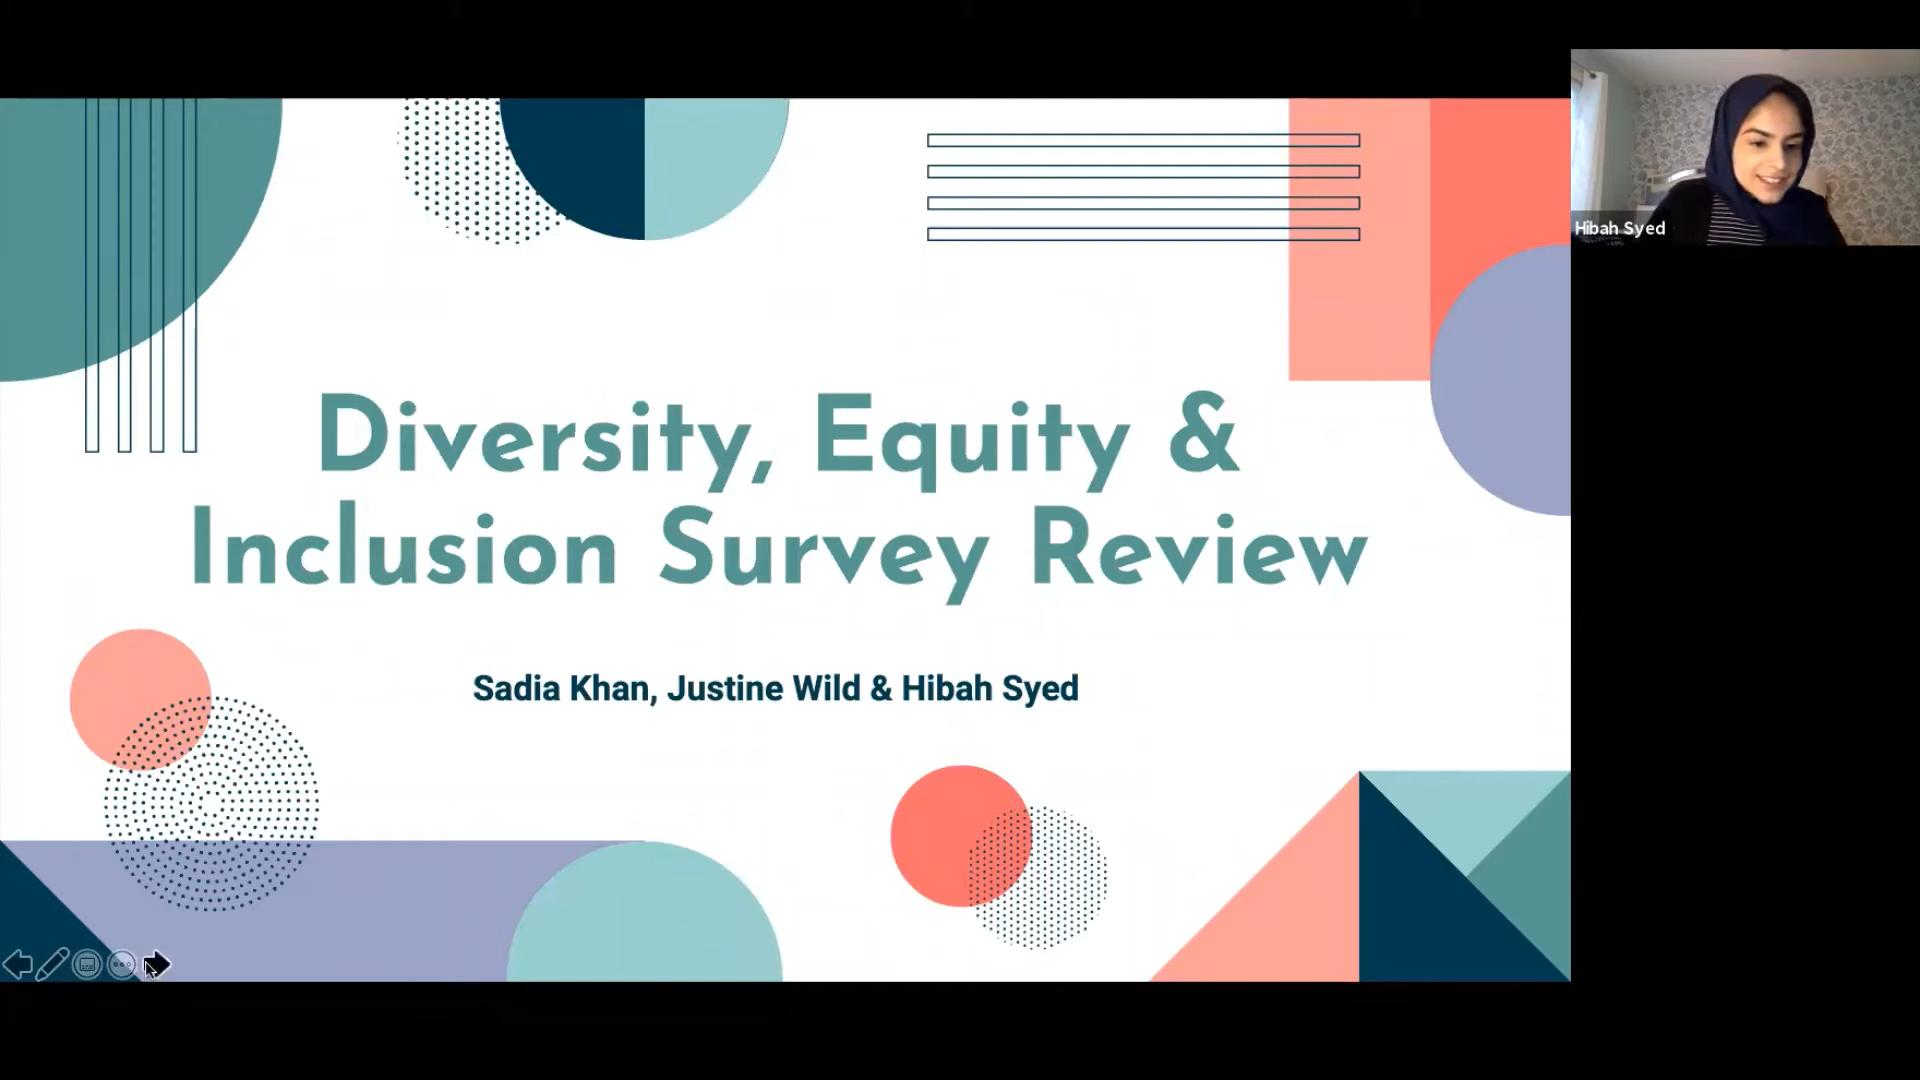 Diversity, Equity &
Inclusion Survey Review
Sadia Khan, Justine Wild & Hibah Syed
Hibah Syed